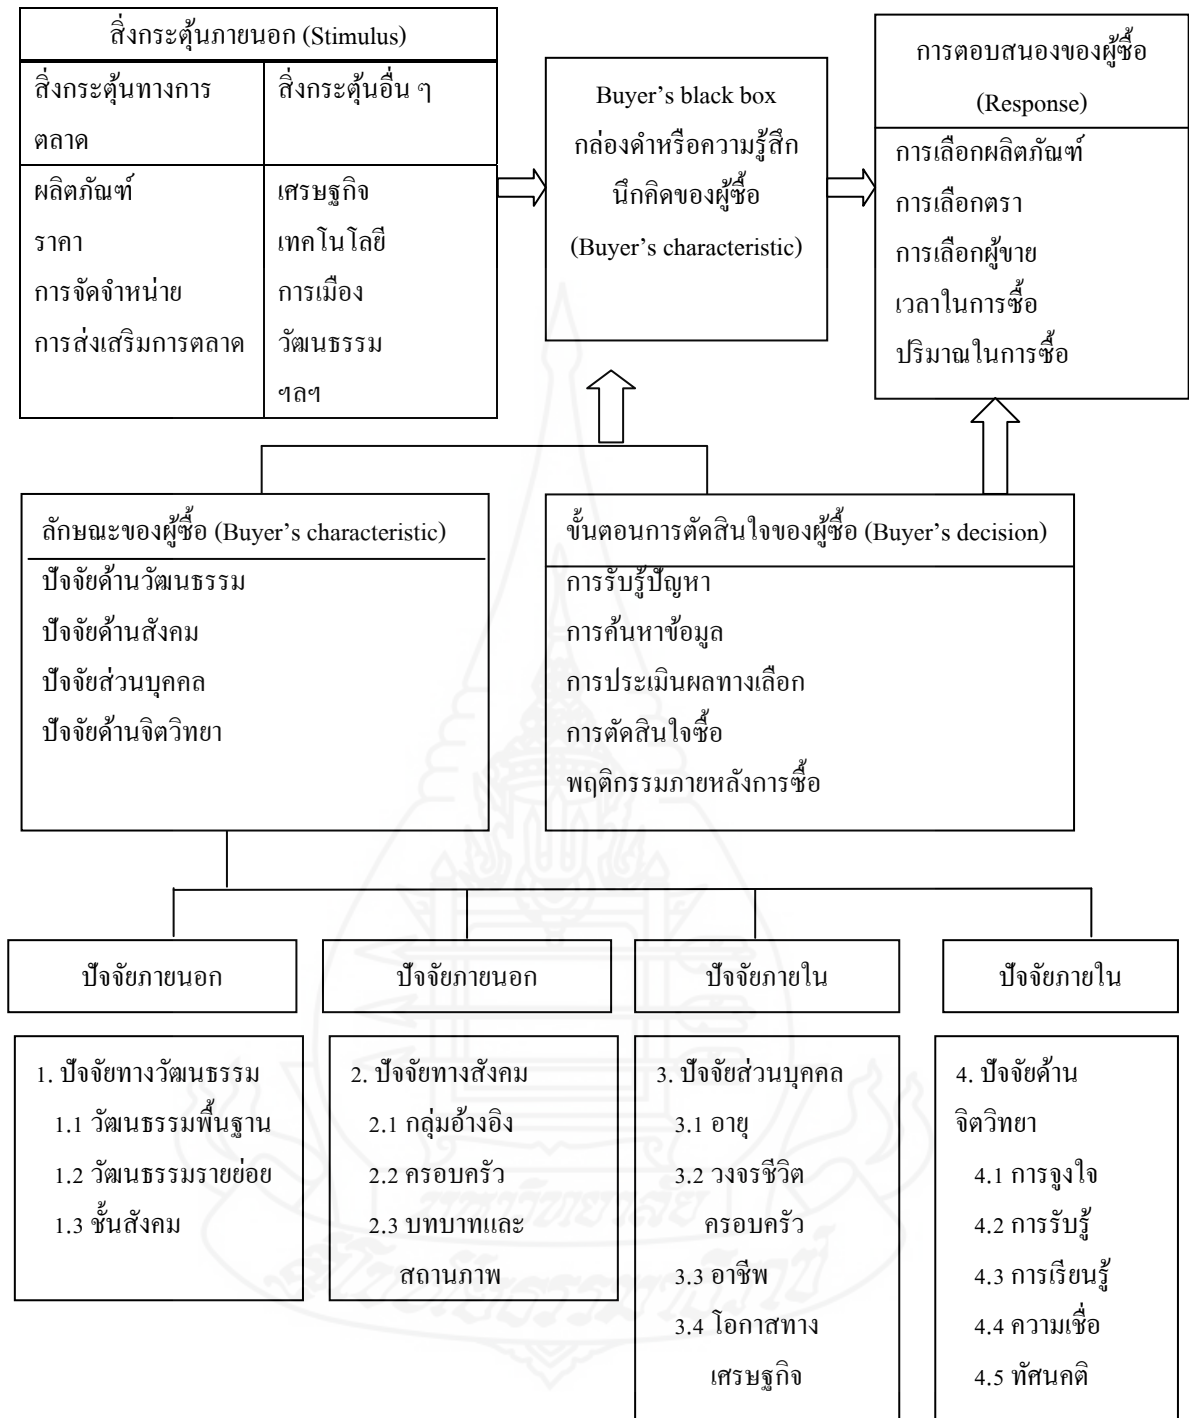 สิ่งกระตุ้นภายนอก (Stimulus)
สิ่งกระตุ้นทางการ
ตลาด
สิ่งกระตุ้นอื่น ๆ
ผลิตภัณฑ์
ราคา
การจัดจำหน่าย
การส่งเสริมการตลาด
เศรษฐกิจ
เทคโนโลยี
การเมือง
วัฒนธรรม
ฯลฯ
Buyer’s black box
กล่องดำหรือความรู้สึก
นึกคิดของผู้ซื้อ
(Buyer’s characteristic)
การตอบสนองของผู้ซื้อ
(Response)
การเลือกผลิตภัณฑ์
การเลือกตรา
การเลือกผู้ขาย
เวลาในการซื้อ
ปริมาณในการซื้อ
ลักษณะของผู้ซื้อ (Buyer’s characteristic)
ปัจจัยด้านวัฒนธรรม
ปัจจัยด้านสังคม
ปัจจัยส่วนบุคคล
ปัจจัยด้านจิตวิทยา
ขั้นตอนการตัดสินใจของผู้ซื้อ (Buyer’s decision)
การรับรู้ปัญหา
การค้นหาข้อมูล
การประเมินผลทางเลือก
การตัดสินใจซื้อ
พฤติกรรมภายหลังการซื้อ
ปัจจัยภายนอก
ปัจจัยภายนอก
ปัจจัยภายใน
ปัจจัยภายใน
1. ปัจจัยทางวัฒนธรรม
1.1 วัฒนธรรมพื้นฐาน
1.2 วัฒนธรรมรายย่อย
1.3 ชั้นสังคม
2. ปัจจัยทางสังคม
2.1 กลุ่มอ้างอิง
2.2 ครอบครัว
2.3 บทบาทและ
สถานภาพ
3. ปัจจัยส่วนบุคคล
3.1 อายุ
3.2 วงจรชีวิต
ครอบครัว
3.3 อาชีพ
3.4 โอกาสทาง
เศรษฐกิจ
4. ปัจจัยด้าน
จิตวิทยา
4.1 การจูงใจ
4.2 การรับรู้
4.3 การเรียนรู้
4.4 ความเชื่อ
4.5 ทัศนคติ
มหาวิทยาลัย
สุโขทัยธรรมาธิราช